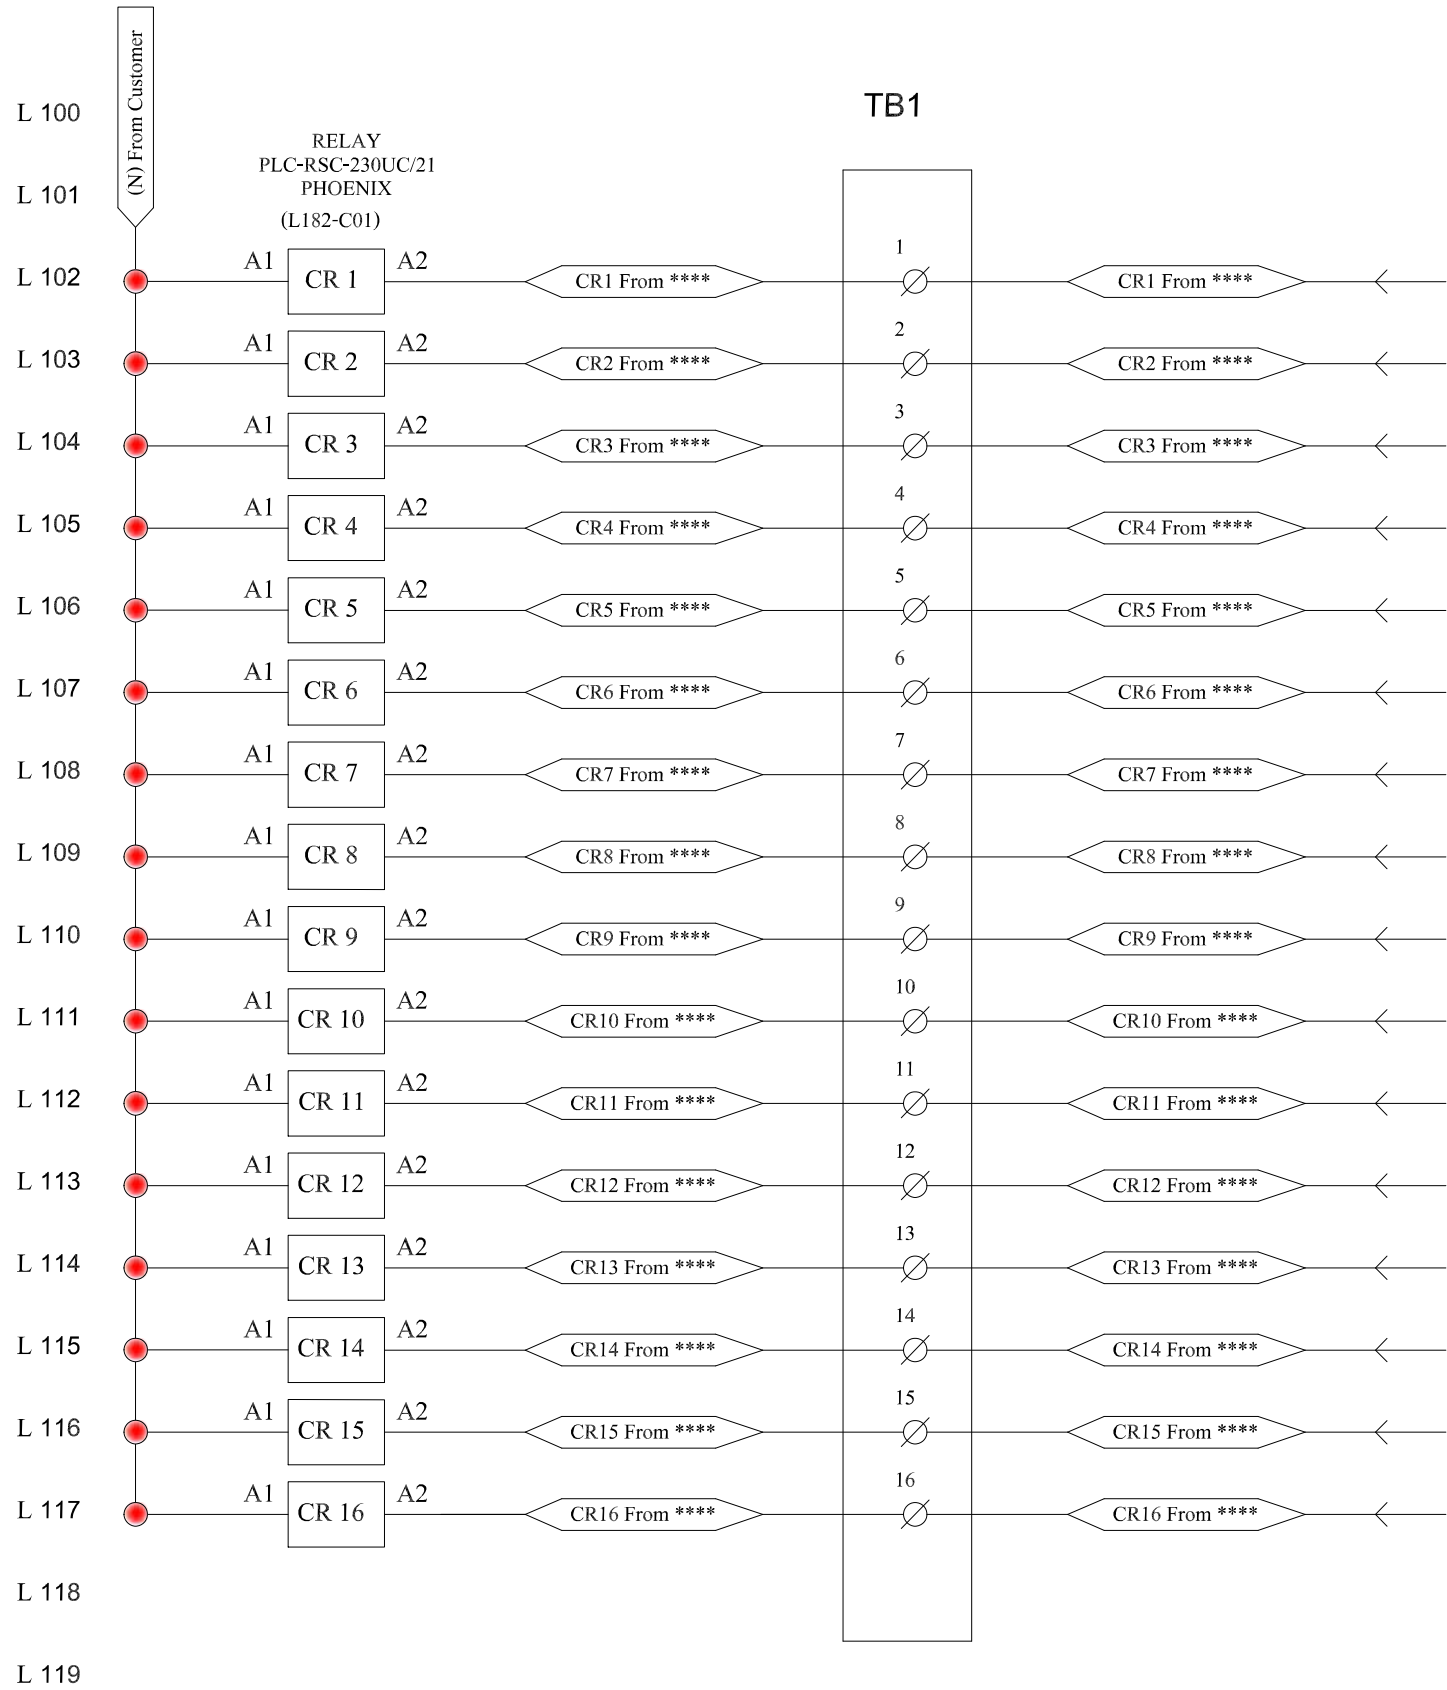 (N) From Customer
L 100
TB1
RELAY
PLC-RSC-230UC/21
PHOENIX
(L182-C01)
L 101
1
L 102 A1 CR 1 A2 CR1 From **** CR1 From ****
2
L 103 A1 CR 2 A2 CR2 From **** CR2 From ****
3
L 104 A1 CR 3 A2 CR3 From **** CR3 From ****
4
L 105 A1 CR 4 A2 CR4 From **** CR4 From ****
5
L 106 A1 CR 5 A2 CR5 From **** CR5 From ****
6
L 107 A1 CR 6 A2 CR6 From **** CR6 From ****
7
L 108 A1 CR 7 A2 CR7 From **** CR7 From ****
8
L 109 A1 CR 8 A2 CR8 From **** CR8 From ****
9
L 110 A1 CR 9 A2 CR9 From **** CR9 From ****
10
L 111 A1 CR 10 A2 CR10 From **** CR10 From ****
11
L 112 A1 CR 11 A2 CR11 From **** CR11 From ****
12
L 113 A1 CR 12 A2 CR12 From **** CR12 From ****
13
L 114 A1 CR 13 A2 CR13 From **** CR13 From ****
14
L 115 A1 CR 14 A2 CR14 From **** CR14 From ****
15
L 116 A1 CR 15 A2 CR15 From **** CR15 From ****
16
L 117 A1 CR 16 A2 CR16 From **** CR16 From ****
L 118
L 119